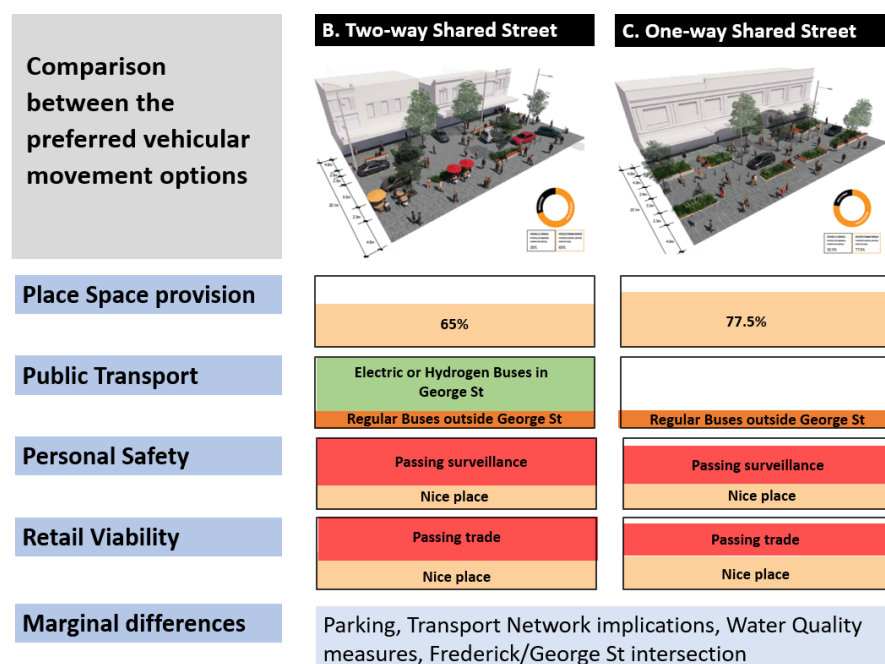 Comparison
between the
preferred vehicular
movement options
B. Two-way Shared Street
C. One-way Shared Street
Place Space provision
65%
77.5%
Public Transport
Electric or Hydrogen Buses in
George St
Regular Buses outside George St
Regular Buses outside George St
Personal Safety
Passing surveillance
Nice place
Passing surveillance
Nice place
Retail Viability
Passing trade
Nice place
Passing trade
Nice place
Marginal differences
Parking, Transport Network implications, Water Quality
measures, Frederick/George St intersection